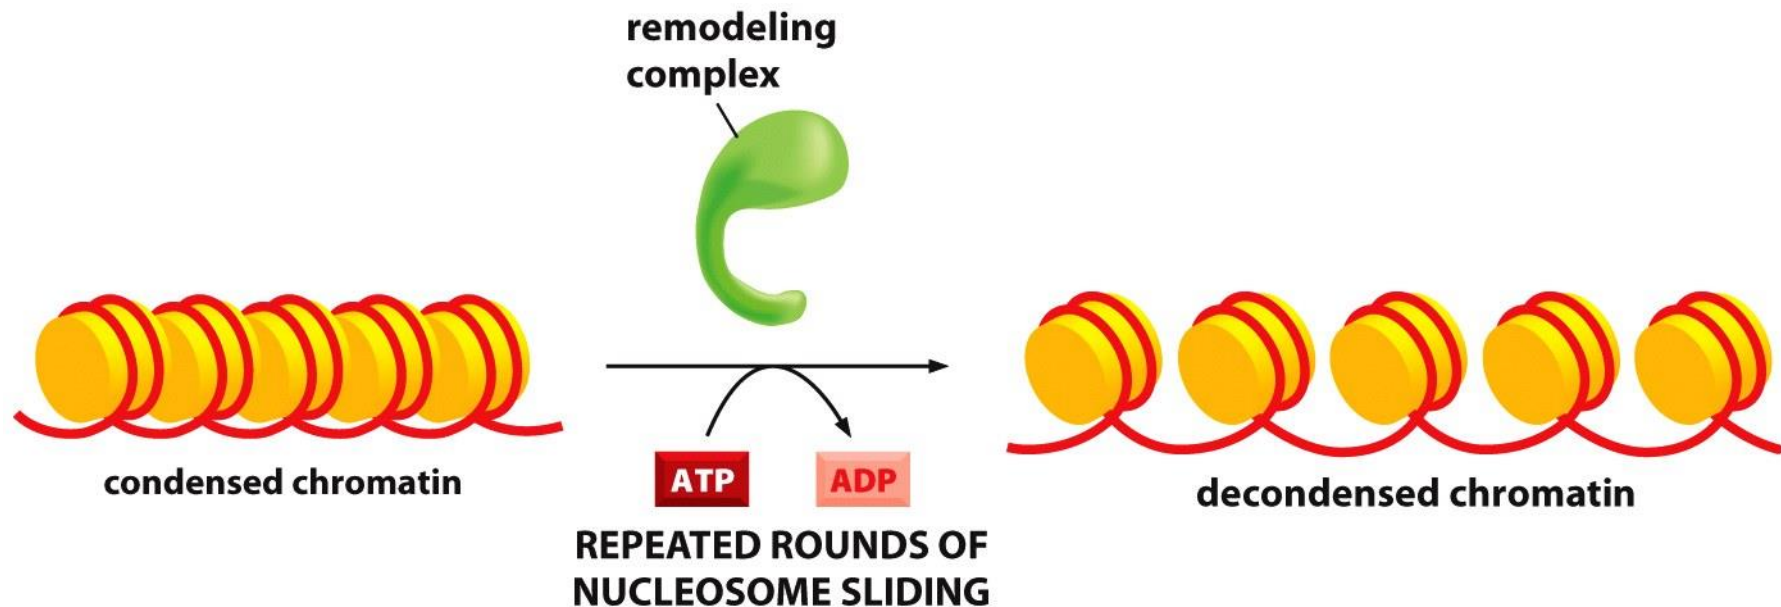 remodeling
complex
condensed chromatin
ATP
ADP
REPEATED ROUNDS OF
NUCLEOSOME SLIDING
decondensed chromatin